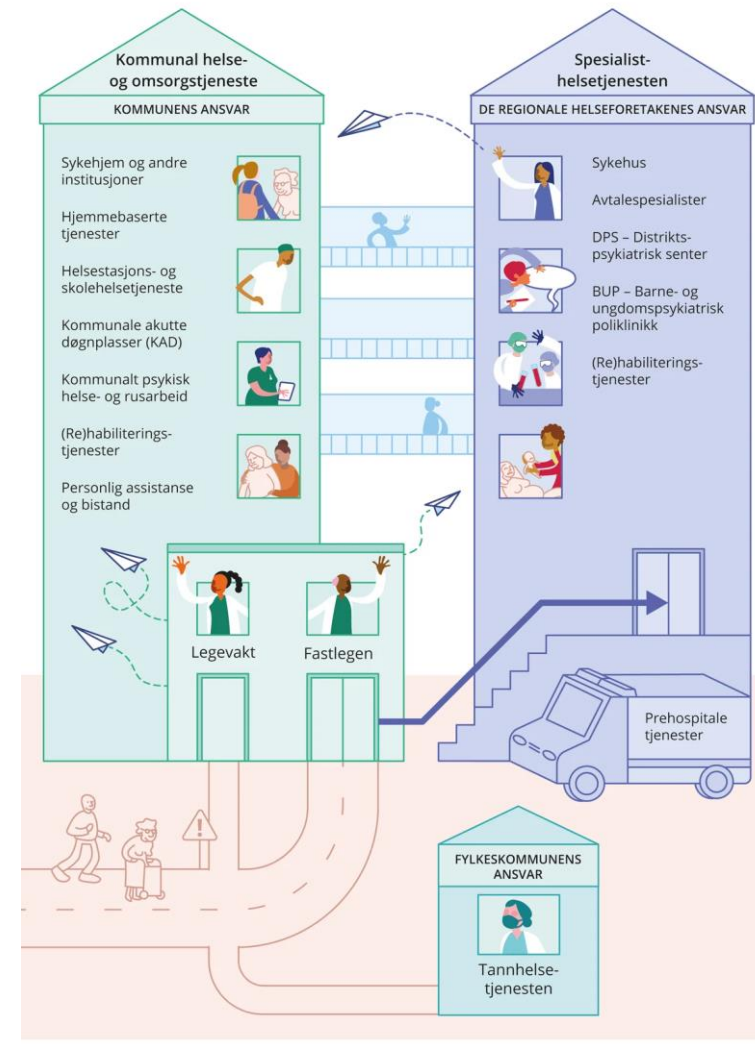 Kommunal helse-
og omsorgstjeneste
KOMMUNENS ANSVAR
Sykehjem og andre
institusjoner
Hjemmebaserte
tjenester
Helsestasjons- og
skolehelsetjeneste
Kommunale akutte
døgnplasser (KAD)
Kommunalt psykisk
helse- og rusarbeid
(Re)habiliterings-
tjenester
Personlig assistanse
og bistand
Legevakt
Fastlegen
Spesialist-
helsetjenesten
DE REGIONALE HELSEFORETAKENES ANSVAR
Sykehus
Avtalespesialister
DPS – Distrikts-
psykiatrisk senter
BUP – Barne- og
ungdomspsykiatrisk
poliklinikk
(Re)habiliterings-
tjenester
Prehospitale
tjenester
FYLKESKOMMUNENS
ANSVAR
Tannhelse-
tjenesten